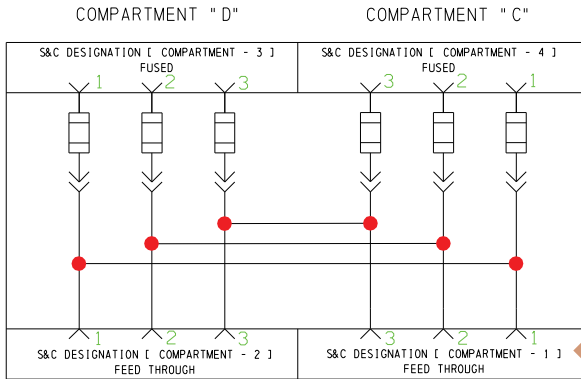 COMPARTMENT "D"
COMPARTMENT "C"
S&C DESIGNATION [ COMPARTMENT - 3 ]
FUSED
S&C DESIGNATION [ COMPARTMENT - 4 ]
FUSED
1 2 3
3 2 1
1 2 3
3 2 1
S&C DESIGNATION [ COMPARTMENT - 2 ]
FEED THROUGH
S&C DESIGNATION [ COMPARTMENT - 1 ]
FEED THROUGH